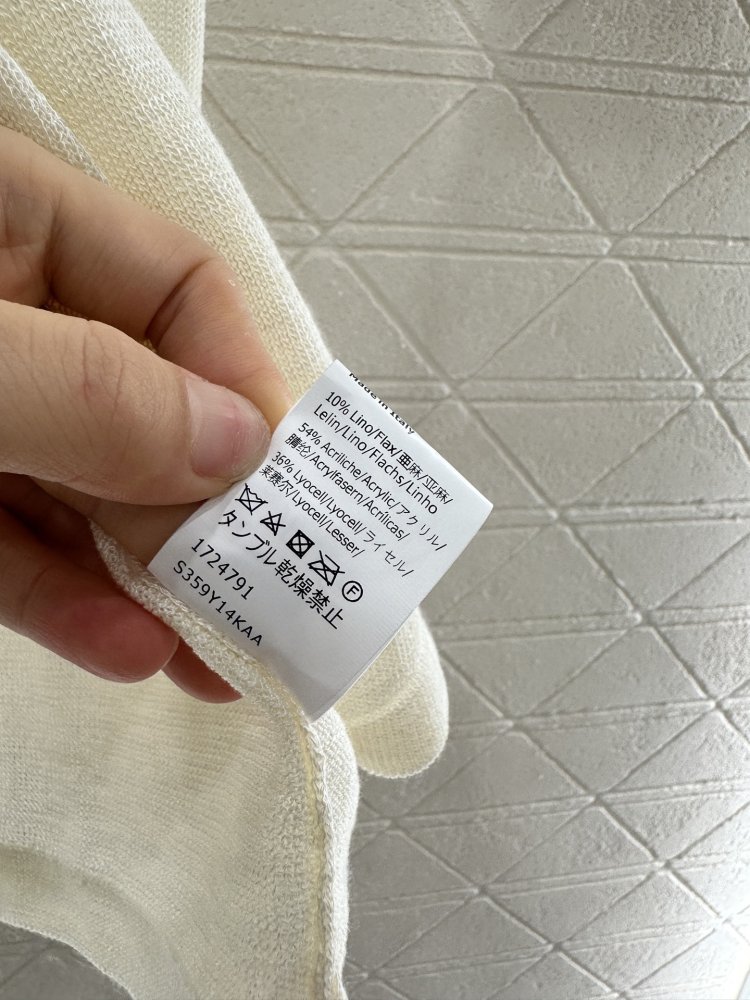 Made in Italy
10% Lino/Flax/亜麻/亚麻/
Lelin/Lino/Flachs/Linho
54% Acriliche/Acrylic/アクリル/
腈纶/Acrylfasern/Acrílicas/
36% Lyocell/Lyocell/ライセル/
莱赛尔/Lyocell/Lesser/
F
タンブル乾燥禁止
1724791
S359Y14KAA